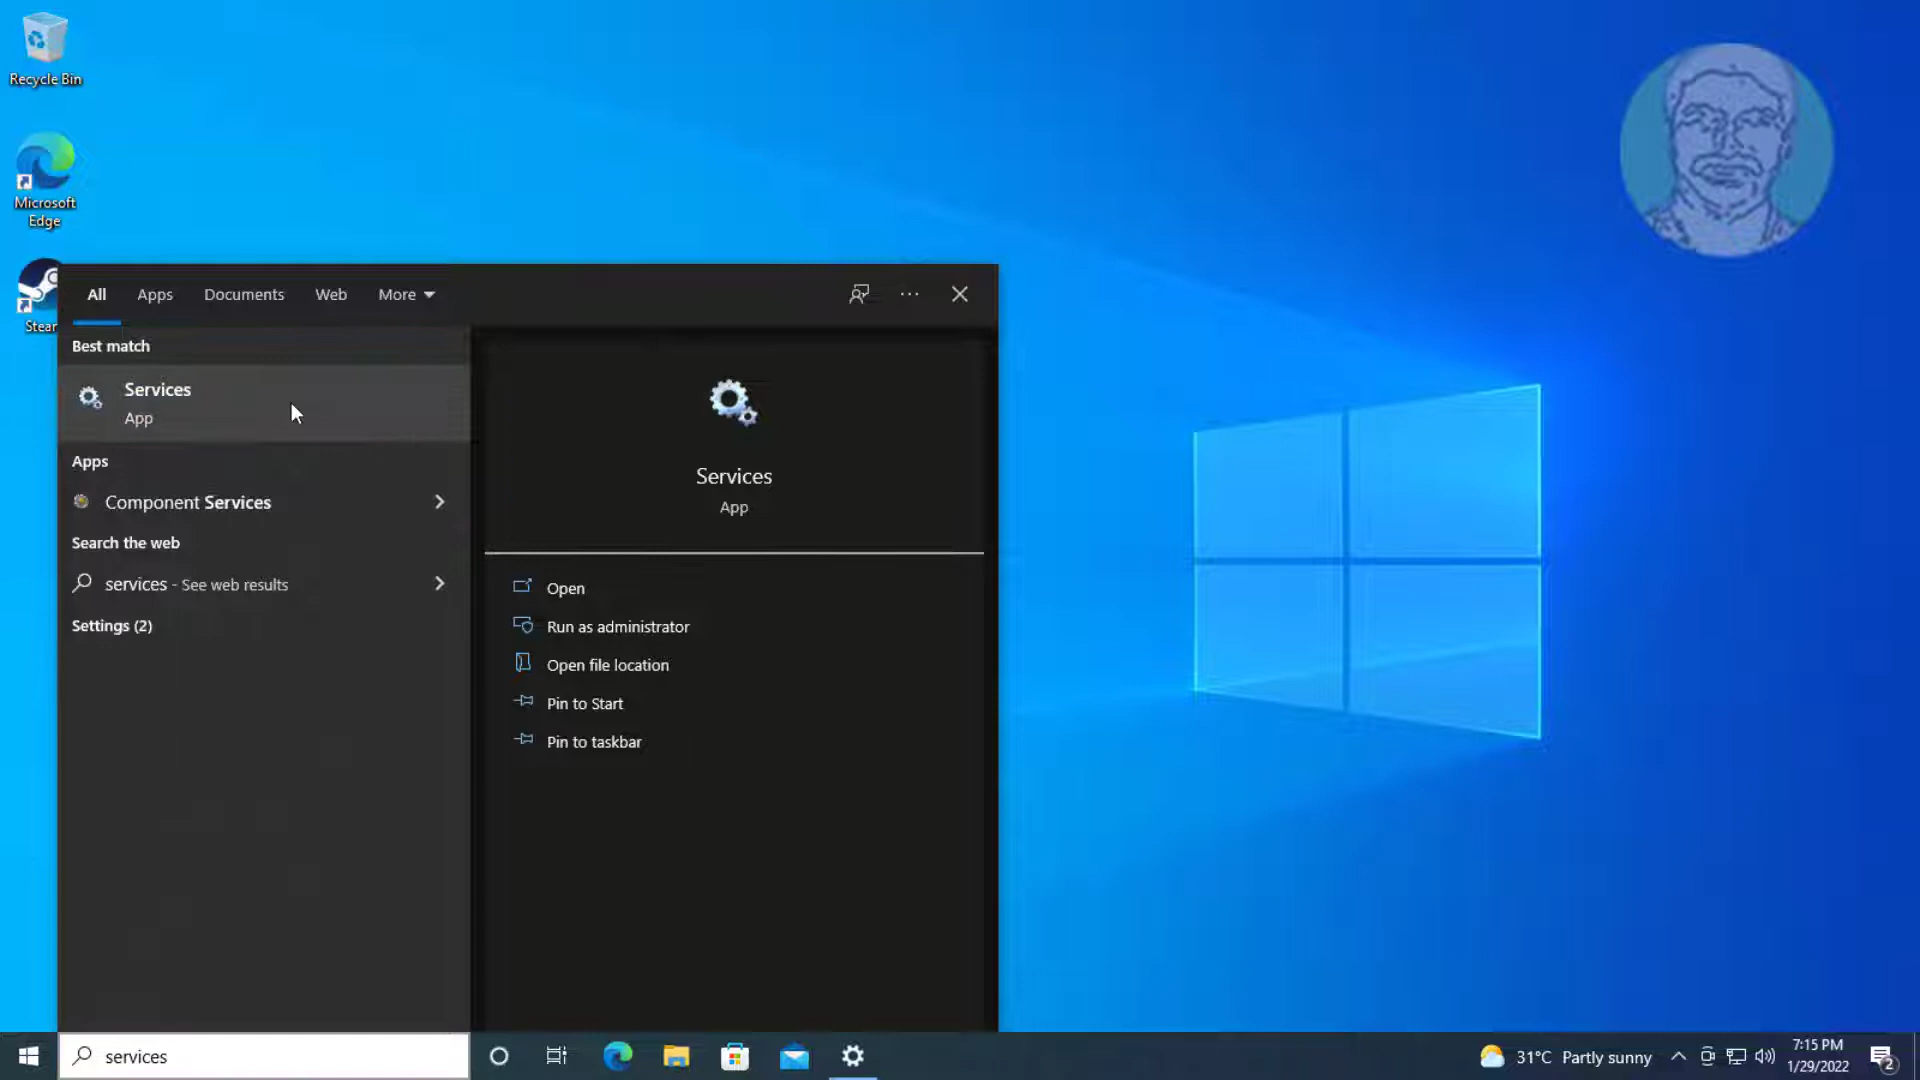 Recycle Bin
Microsoft
Edge
Stear
All Apps Documents Web More
Best match
Services
App
Apps
Component Services
Search the web
services - See web results
Settings (2)
Services
App
Open
Run as administrator
Open file location
Pin to Start
Pin to taskbar
services
31°C Partly sunny
7:15 PM
1/29/2022
2